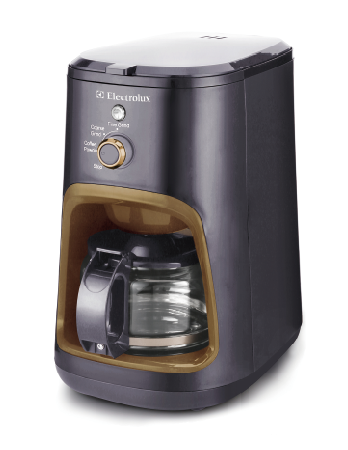 Electrolux
Fine Grind
Coarse
Grind
Coffee
Powder